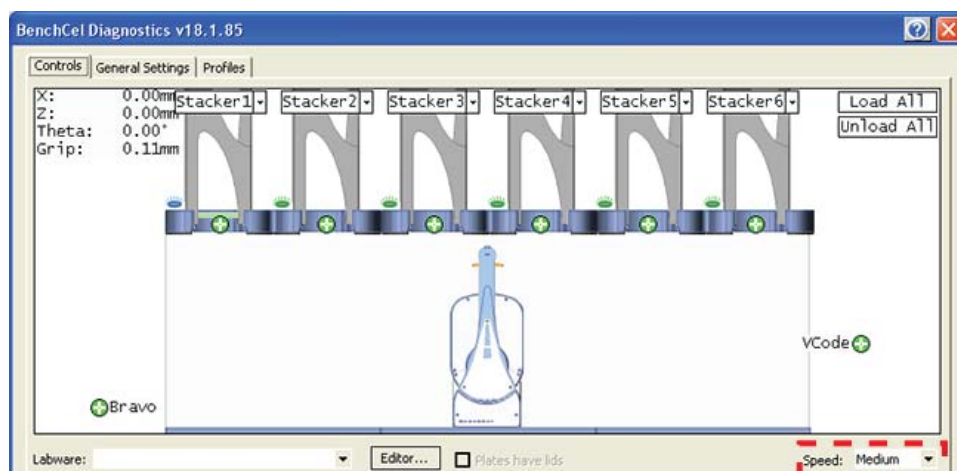 BenchCel Diagnostics v18.1.85
Controls General Settings Profiles
X: 0.00mm
Z: 0.00mm
Theta: 0.00°
Grip: 0.11mm
Stacker1 Stacker2 Stacker3 Stacker4 Stacker5 Stacker6
Load All
Unload All
VCode
Bravo
Labware: Editor... Plates have lids Speed: Medium